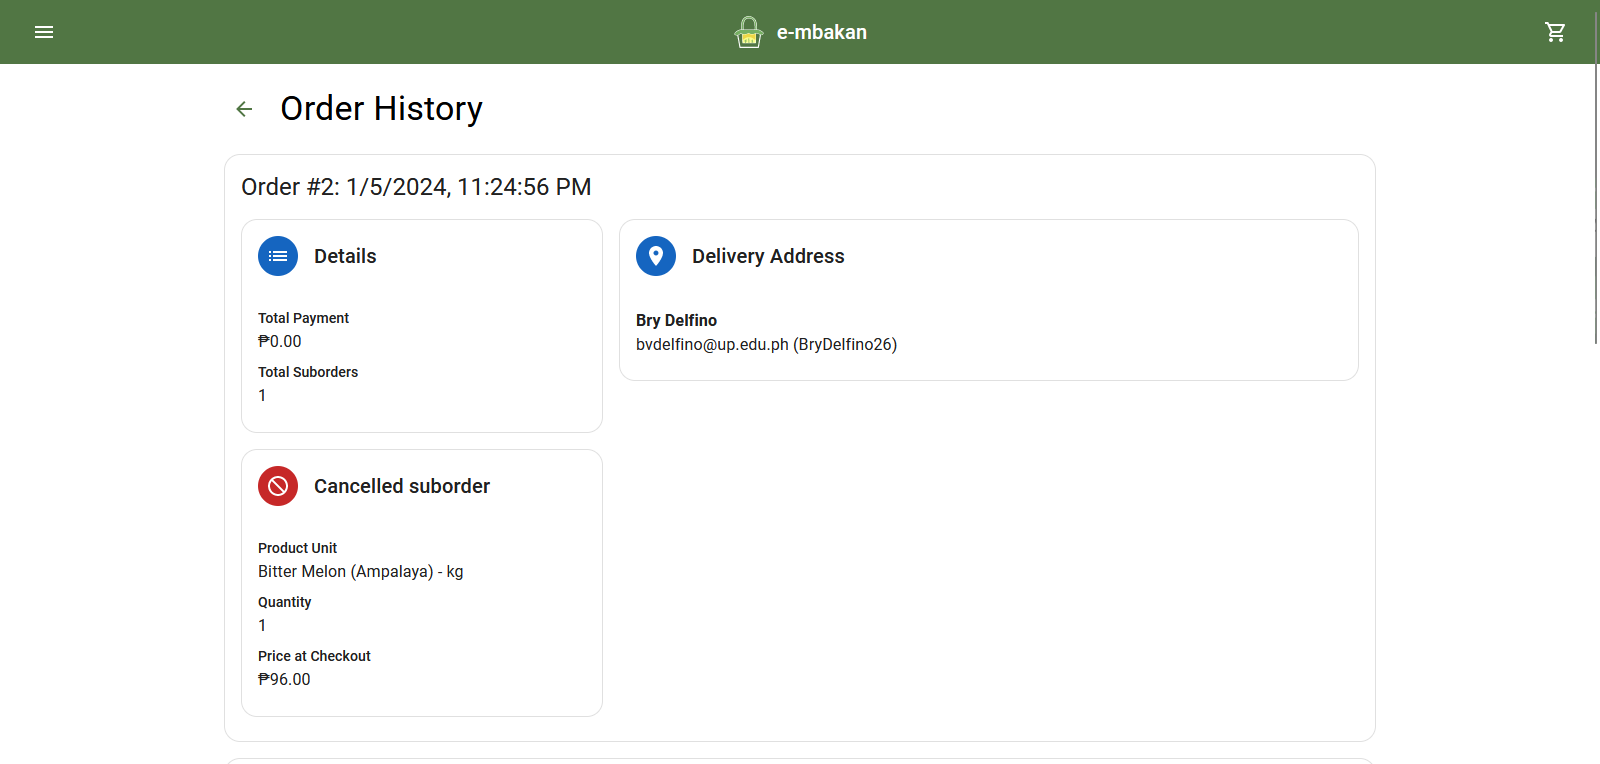 e-mbakan
Order History
Order #2: 1/5/2024, 11:24:56 PM
Details
Total Payment
₱0.00
Total Suborders
1
Delivery Address
Bry Delfino
bvdelfino@up.edu.ph (BryDelfino26)
Cancelled suborder
Product Unit
Bitter Melon (Ampalaya) - kg
Quantity
1
Price at Checkout
₱96.00